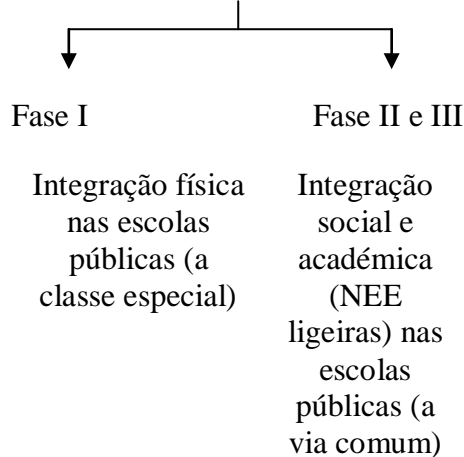 Fase I
Fase II e III
Integração física
nas escolas
públicas (a
classe especial)
Integração
social e
académica
(NEE
ligeiras) nas
escolas
públicas (a
via comum)